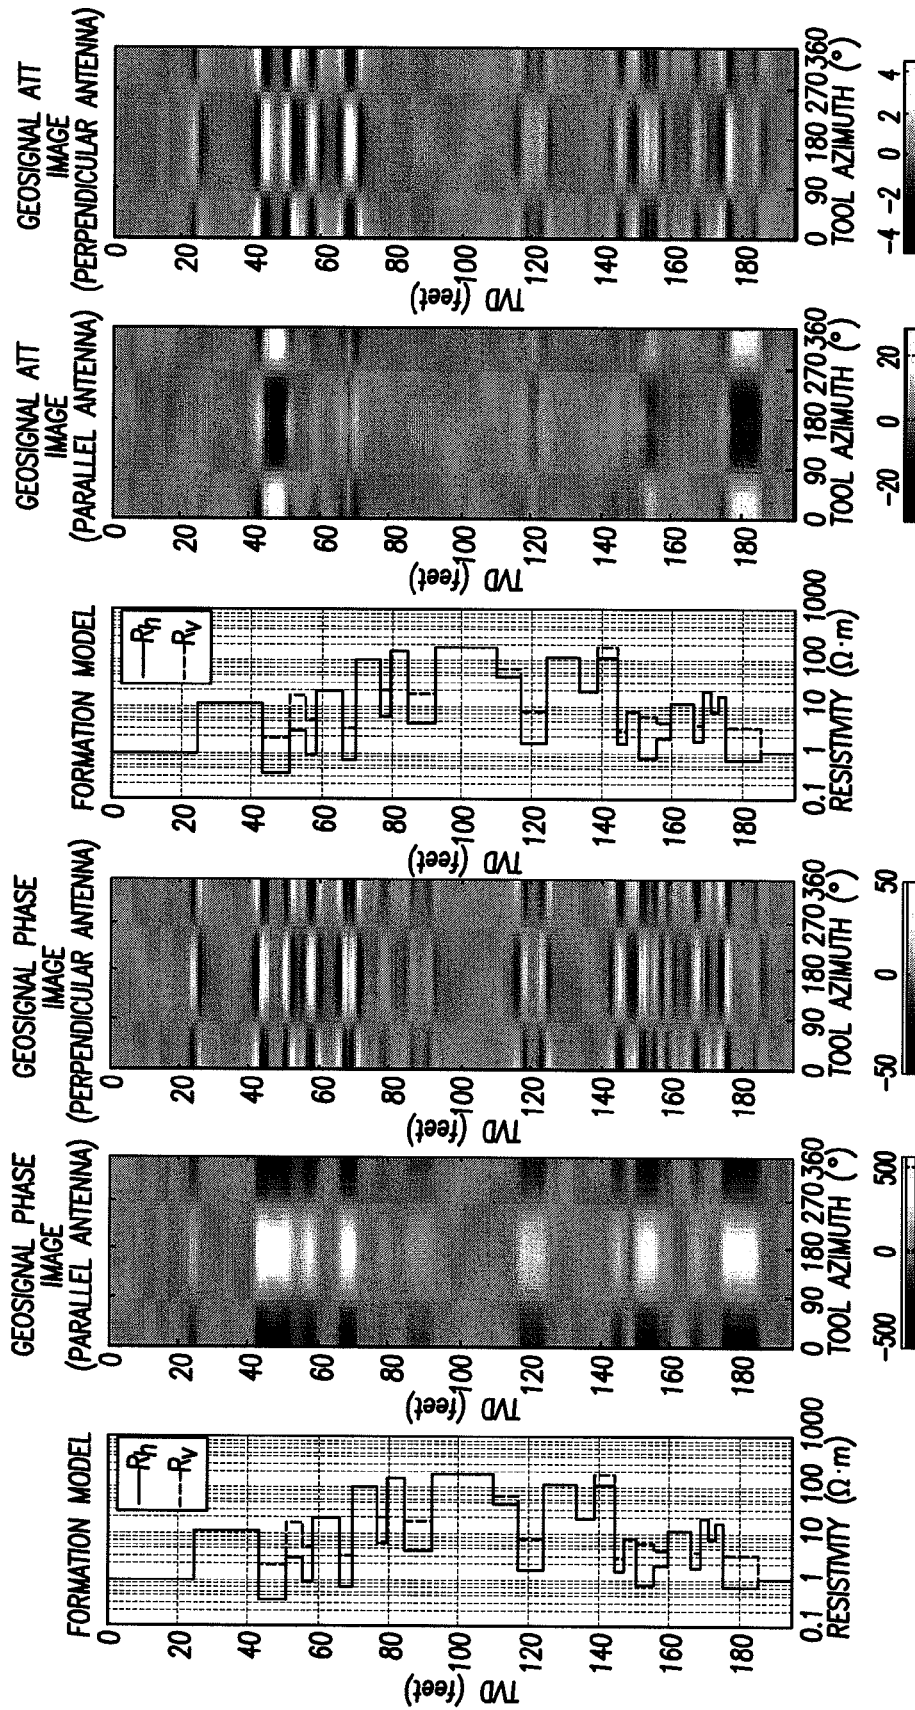 FORMATION MODEL
Rh
Rv
0
20
40
60
80
100
120
140
160
180
TVD (feet)
0.1 1 10 100 1000
RESISTIVITY (Ω·m)
GEOSIGNAL PHASE
IMAGE
(PARALLEL ANTENNA)
0
20
40
60
80
100
120
140
160
180
TVD (feet)
0 90 180 270 360
TOOL AZIMUTH (°)
-500 0 500
GEOSIGNAL PHASE
IMAGE
(PERPENDICULAR ANTENNA)
0
20
40
60
80
100
120
140
160
180
TVD (feet)
0 90 180 270 360
TOOL AZIMUTH (°)
-50 0 50
FORMATION MODEL
Rh
Rv
0
20
40
60
80
100
120
140
160
180
TVD (feet)
0.1 1 10 100 1000
RESISTIVITY (Ω·m)
GEOSIGNAL ATT
IMAGE
(PARALLEL ANTENNA)
0
20
40
60
80
100
120
140
160
180
TVD (feet)
0 90 180 270 360
TOOL AZIMUTH (°)
-20 0 20
GEOSIGNAL ATT
IMAGE
(PERPENDICULAR ANTENNA)
0
20
40
60
80
100
120
140
160
180
TVD (feet)
0 90 180 270 360
TOOL AZIMUTH (°)
-4 -2 0 2 4